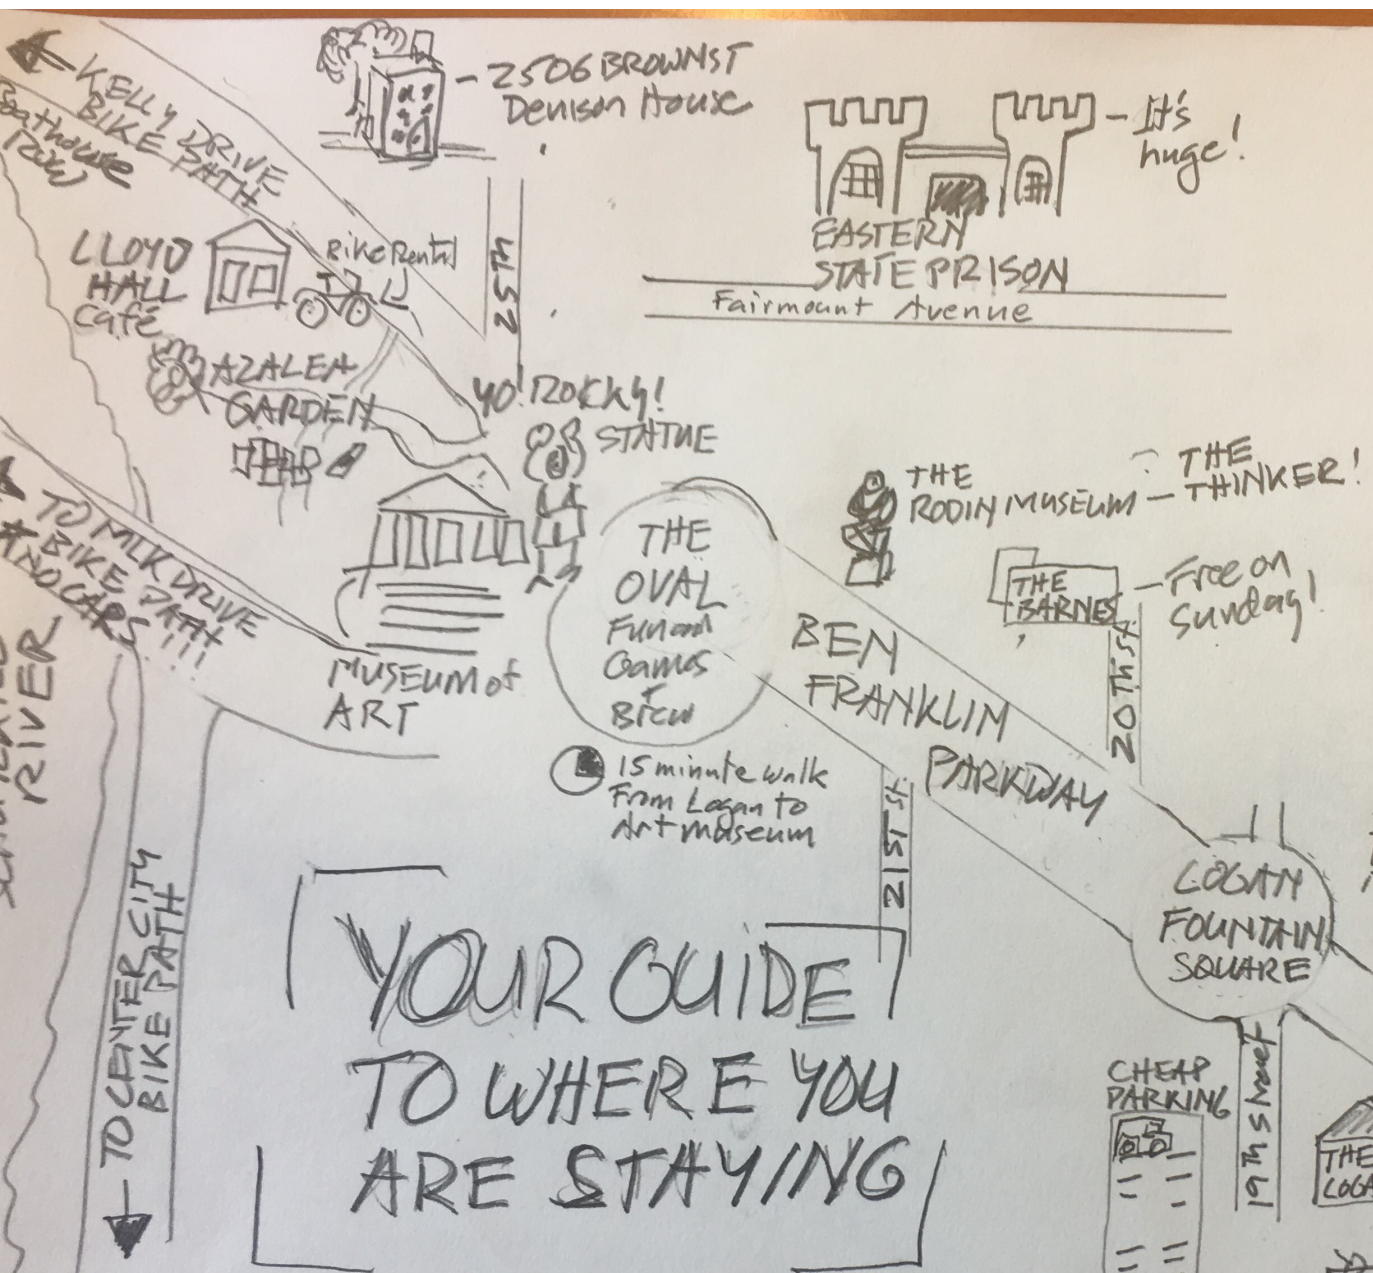 KELLY DRIVE
BIKE PATH
Boathouse
Row
2506 BROWN ST
Denison House
It's
huge!
EASTERN
STATE PRISON
Fairmount Avenue
LLOYD
HALL
Café
Bike Rental
25TH
AZALEA
GARDEN
YO! ROCKY!
STATUE
THE
RODIN MUSEUM
THE
THINKER!
THE
BARNES
Free on
Sunday!
20TH St
TO MLK DRIVE
BIKE PATH
AND CARS!!!
RIVER
MUSEUM of
ART
THE
OVAL
Fun and
Games
+
Brew
BEN
FRANKLIN
PARKWAY
15 minute walk
From Logan to
Art museum
21ST St
LOGAN
FOUNTAIN
SQUARE
TO CENTER CITY
BIKE PATH
YOUR GUIDE
TO WHERE YOU
ARE STAYING
CHEAP
PARKING
19TH Street
THE
LOGA